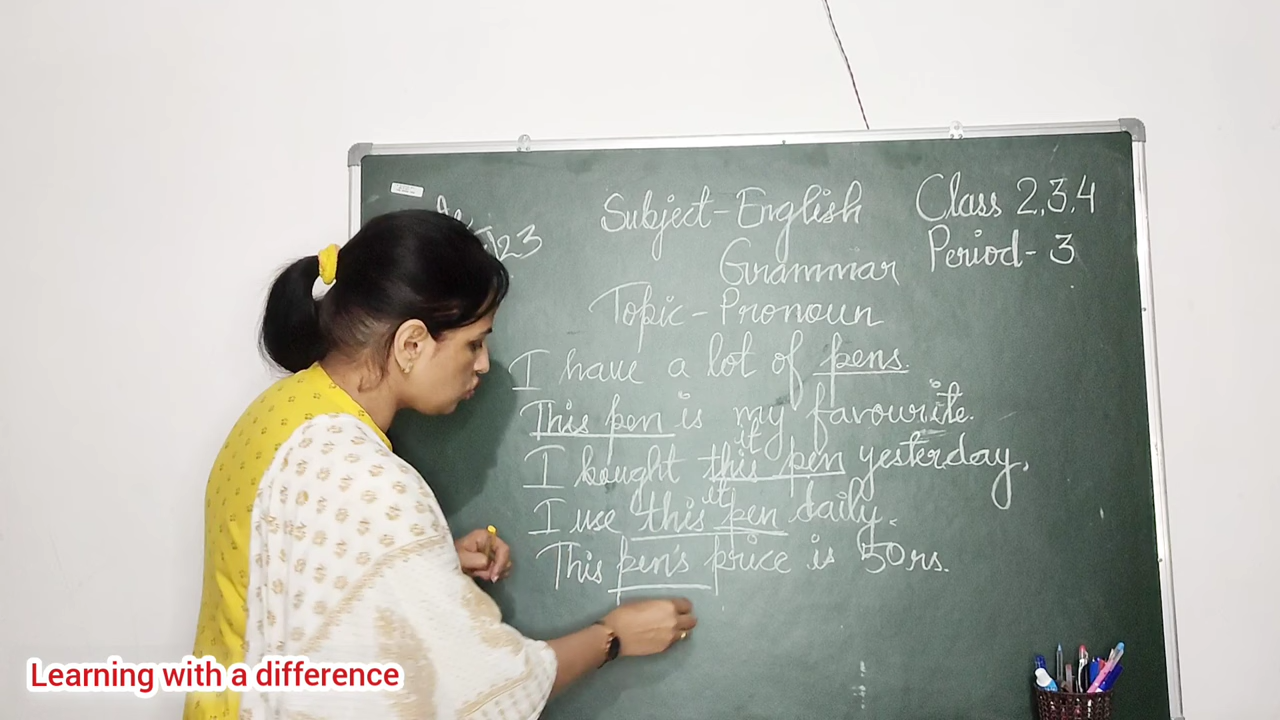 Subject-English Class 2,3,4
Grammar Period-3
Topic-Pronoun
I have a lot of pens.
This pen is my favourite.
it
I bought this pen yesterday.
it
I use this pen daily.
This pen's price is 50rs.
Learning with a difference